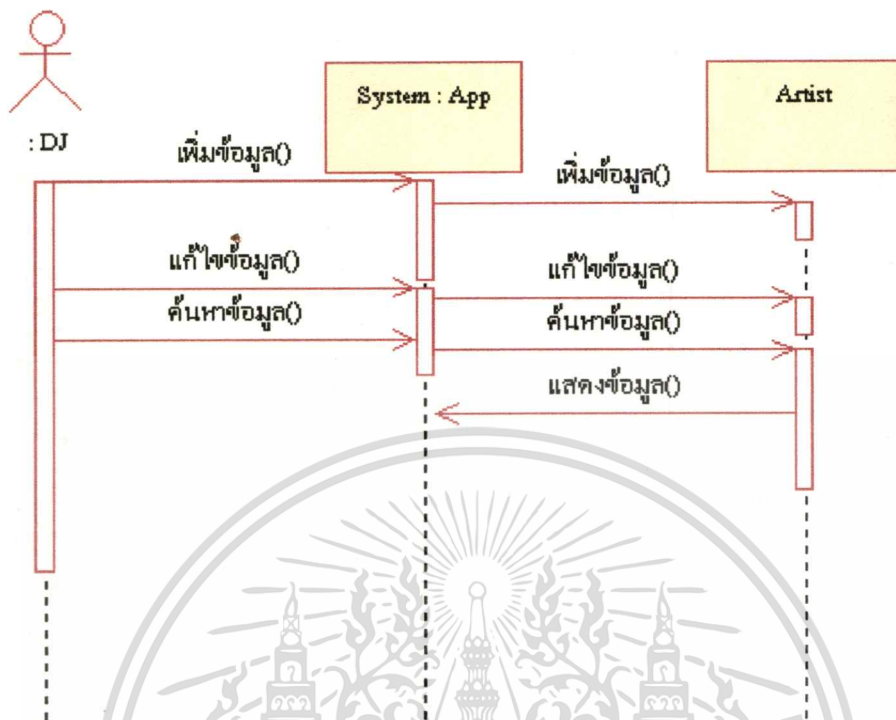 System : App
Artist
: DJ
เพิ่มข้อมูล()
เพิ่มข้อมูล()
แก้ไขข้อมูล()
แก้ไขข้อมูล()
ค้นหาข้อมูล()
ค้นหาข้อมูล()
แสดงข้อมูล()